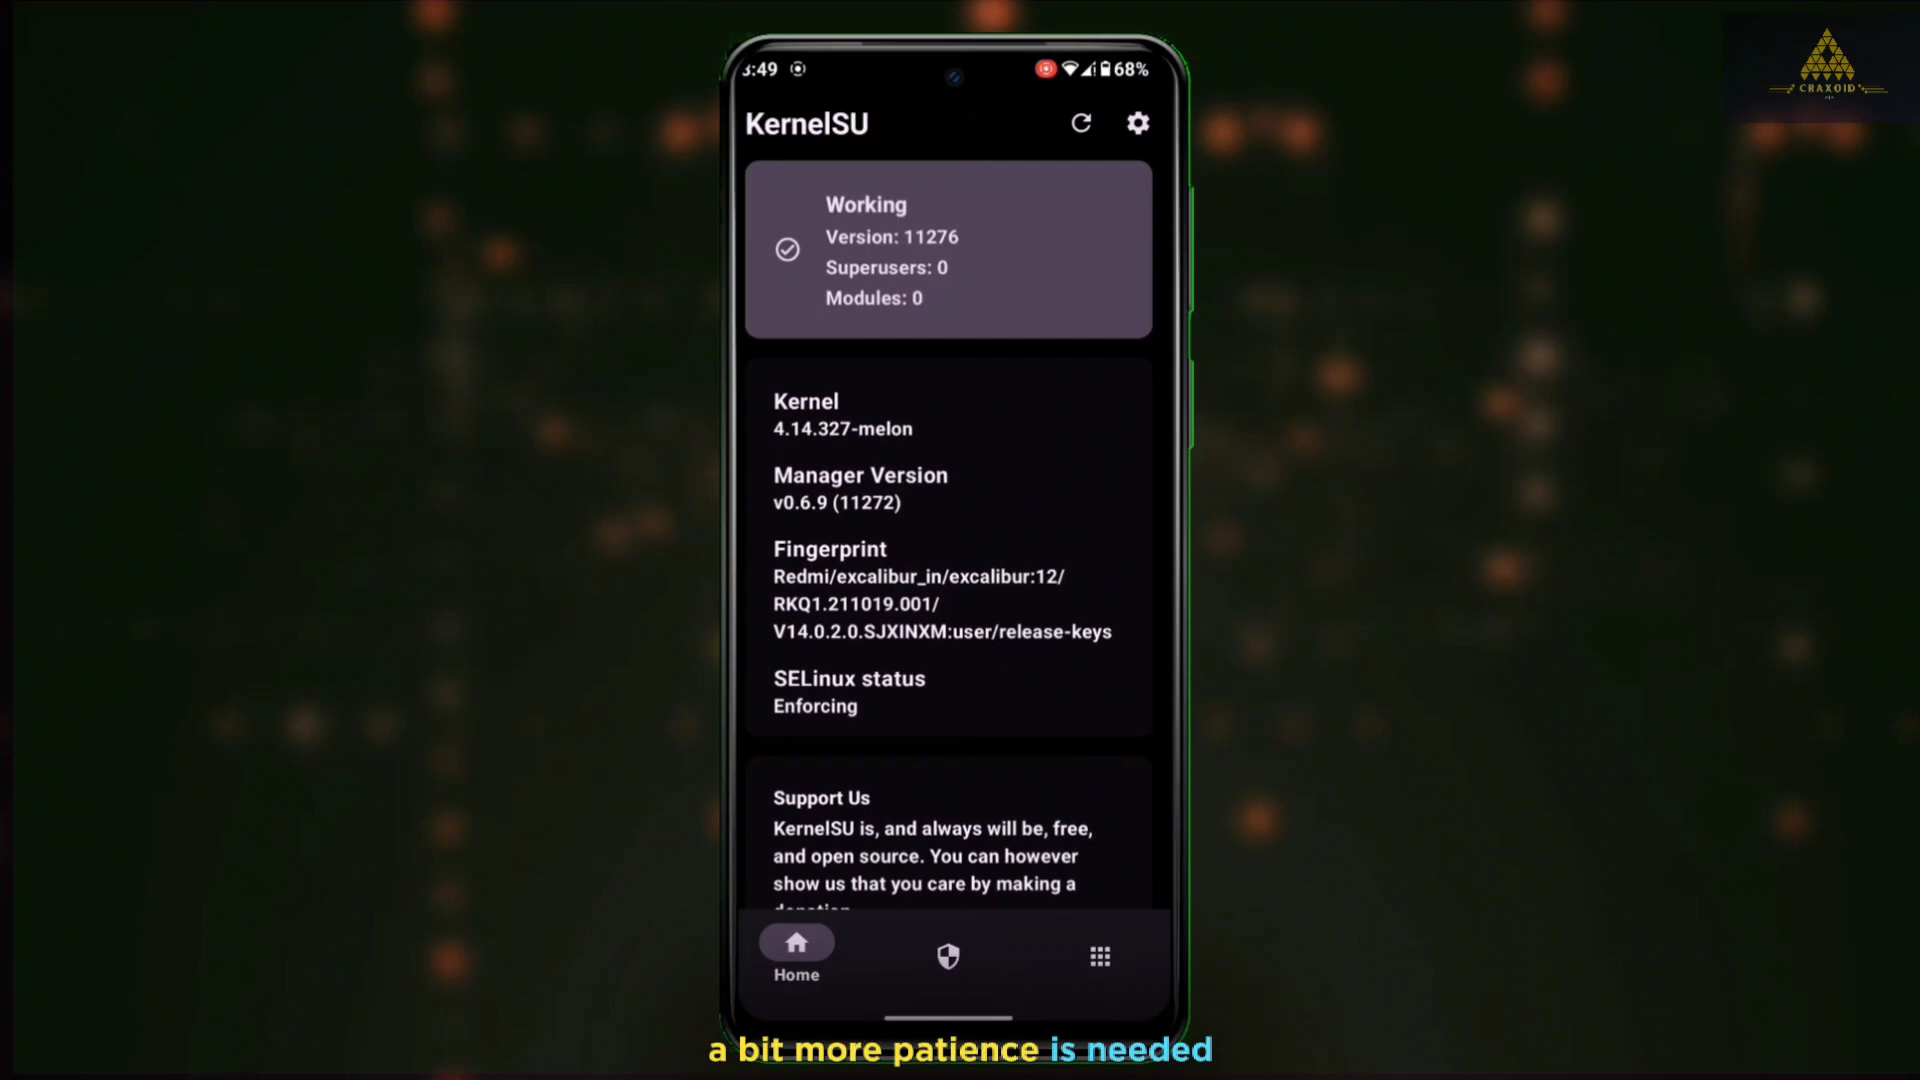 3:49
68%
CRAXOID
KernelSU
Working
Version: 11276
Superusers: 0
Modules: 0
Kernel
4.14.327-melon
Manager Version
v0.6.9 (11272)
Fingerprint
Redmi/excalibur_in/excalibur:12/
RKQ1.211019.001/
V14.0.2.0.SJXINXM:user/release-keys
SELinux status
Enforcing
Support Us
KernelSU is, and always will be, free,
and open source. You can however
show us that you care by making a
donation.
Home
a bit more patience is needed